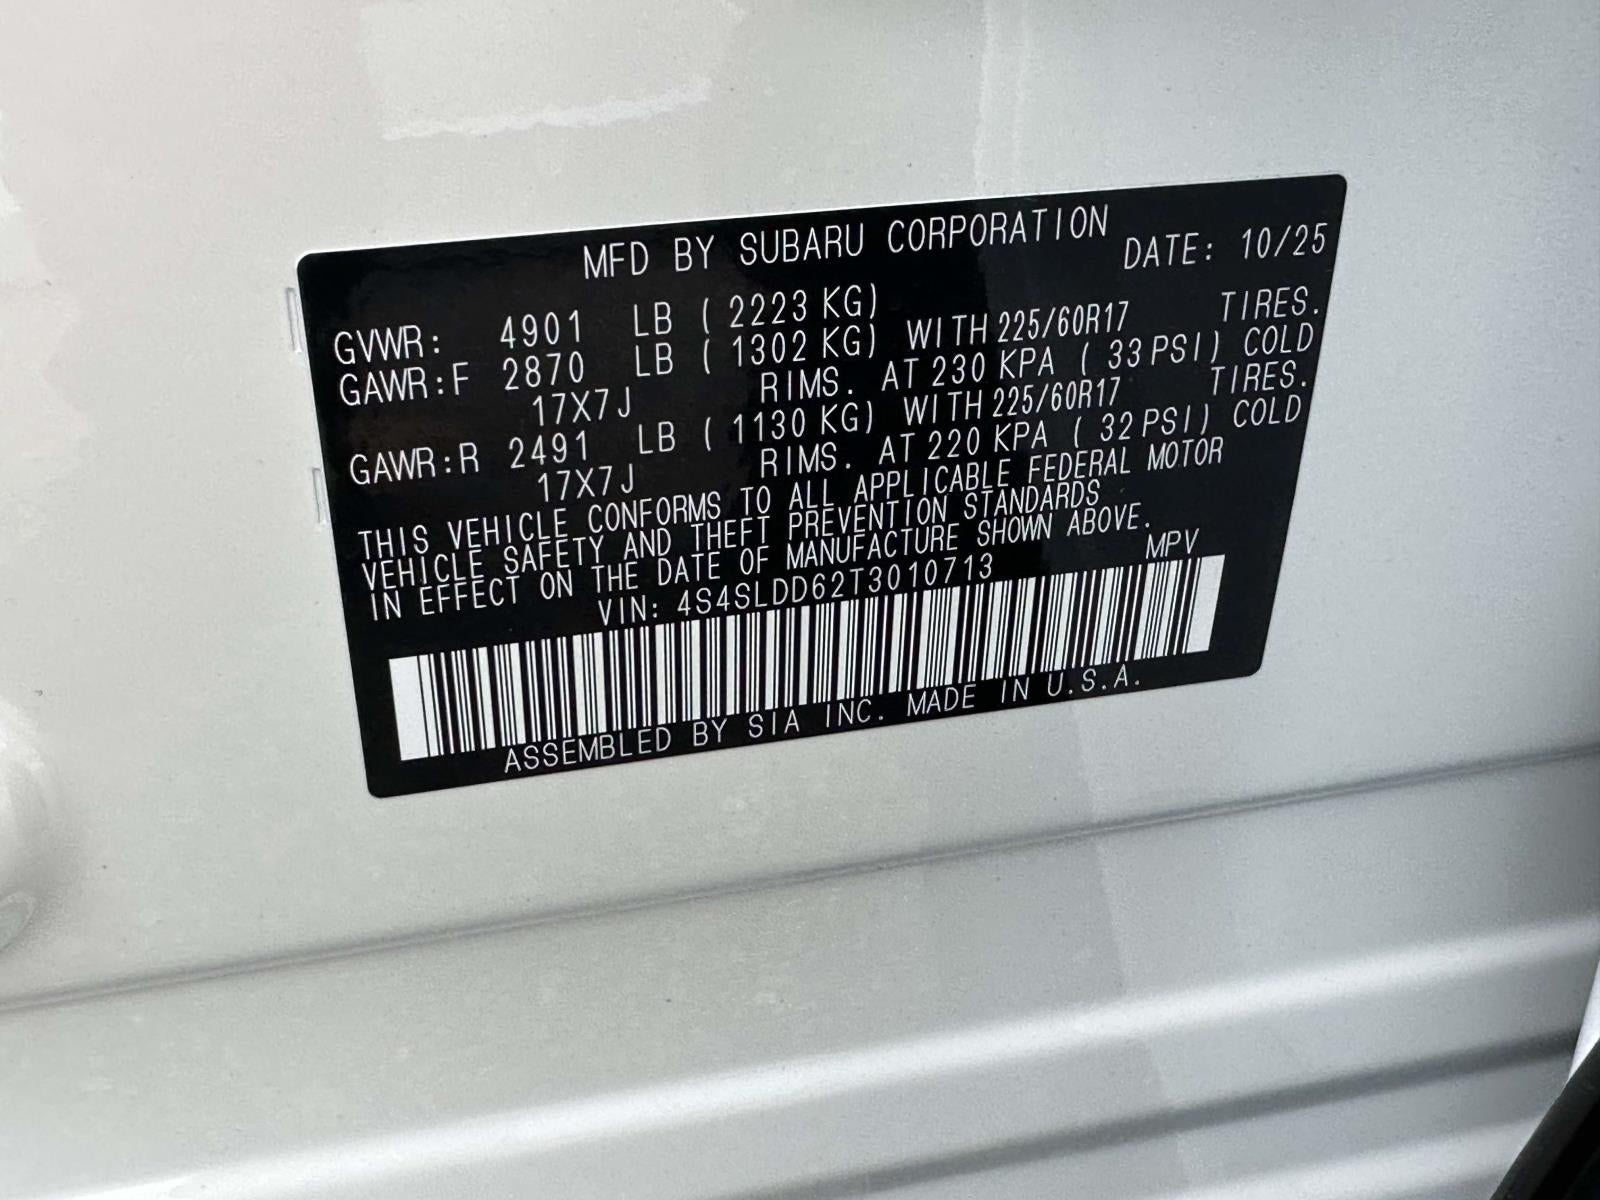 MFD BY SUBARU CORPORATION DATE: 10/25
GVWR: 4901 LB ( 2223 KG)
GAWR:F 2870 LB ( 1302 KG) WITH 225/60R17 TIRES.
17X7J RIMS. AT 230 KPA ( 33 PSI) COLD
GAWR:R 2491 LB ( 1130 KG) WITH 225/60R17 TIRES.
17X7J RIMS. AT 220 KPA ( 32 PSI) COLD
THIS VEHICLE CONFORMS TO ALL APPLICABLE FEDERAL MOTOR
VEHICLE SAFETY AND THEFT PREVENTION STANDARDS
IN EFFECT ON THE DATE OF MANUFACTURE SHOWN ABOVE.
VIN: 4S4SLDD62T3010713 MPV
ASSEMBLED BY SIA INC. MADE IN U.S.A.